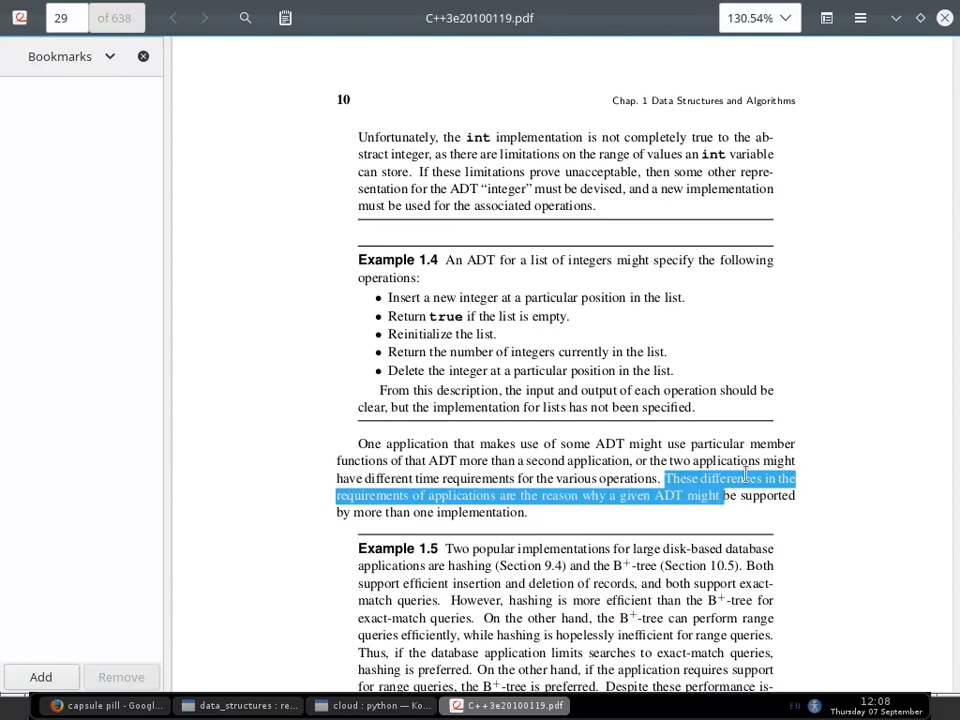 29
of 638
C++3e20100119.pdf
130.54%
Bookmarks
10
Chap. 1 Data Structures and Algorithms
Unfortunately, the int implementation is not completely true to the ab-
stract integer, as there are limitations on the range of values an int variable
can store. If these limitations prove unacceptable, then some other repre-
sentation for the ADT “integer” must be devised, and a new implementation
must be used for the associated operations.
Example 1.4 An ADT for a list of integers might specify the following
operations:
• Insert a new integer at a particular position in the list.
• Return true if the list is empty.
• Reinitialize the list.
• Return the number of integers currently in the list.
• Delete the integer at a particular position in the list.
From this description, the input and output of each operation should be
clear, but the implementation for lists has not been specified.
One application that makes use of some ADT might use particular member
functions of that ADT more than a second application, or the two applications might
have different time requirements for the various operations. These differences in the
requirements of applications are the reason why a given ADT might be supported
by more than one implementation.
Example 1.5 Two popular implementations for large disk-based database
applications are hashing (Section 9.4) and the B+-tree (Section 10.5). Both
support efficient insertion and deletion of records, and both support exact-
match queries. However, hashing is more efficient than the B+-tree for
exact-match queries. On the other hand, the B+-tree can perform range
queries efficiently, while hashing is hopelessly inefficient for range queries.
Thus, if the database application limits searches to exact-match queries,
hashing is preferred. On the other hand, if the application requires support
for range queries, the B+-tree is preferred. Despite these performance is-
Add
Remove
capsule pill - Googl...
data_structures : re...
cloud : python — Ko...
C++3e20100119.pdf
EN
12:08
Thursday 07 September